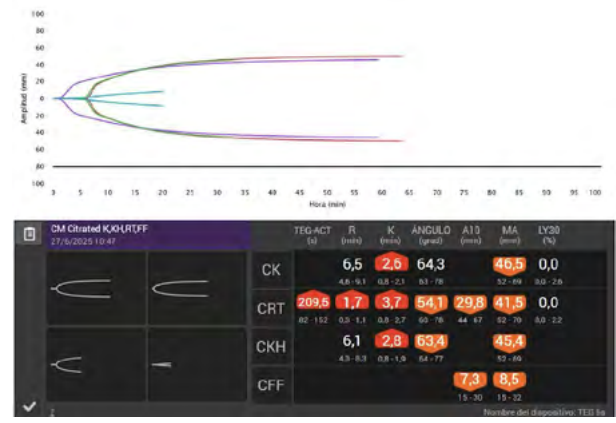 100
80
60
40
20
0
20
40
60
80
100
Amplitud (mm)
5 10 15 20 25 30 35 40 45 50 55 60 65 70 75 80 85 90 95 100
Hora (min)
CM Citrated K,KH,RT,FF
27/6/2025 10:47
TEG-ACT R K ÁNGULO A10 MA LY30
(s) (min) (min) (grad) (mm) (mm) (%)
CK 6,5 2,6 64,3 46,5 0,0
4,6 - 9,1 0,8 - 2,1 63 - 78 52 - 69 0,0 - 2,6
CRT 209,5 1,7 3,7 54,1 29,8 41,5 0,0
82 - 152 0,3 - 1,1 0,8 - 2,7 60 - 78 44 - 67 52 - 70 0,0 - 2,2
CKH 6,1 2,8 63,4 45,4
4,3 - 8,3 0,8 - 1,9 64 - 77 52 - 69
CFF 7,3 8,5
15 - 30 15 - 32
Nombre del dispositivo: TEG 6s